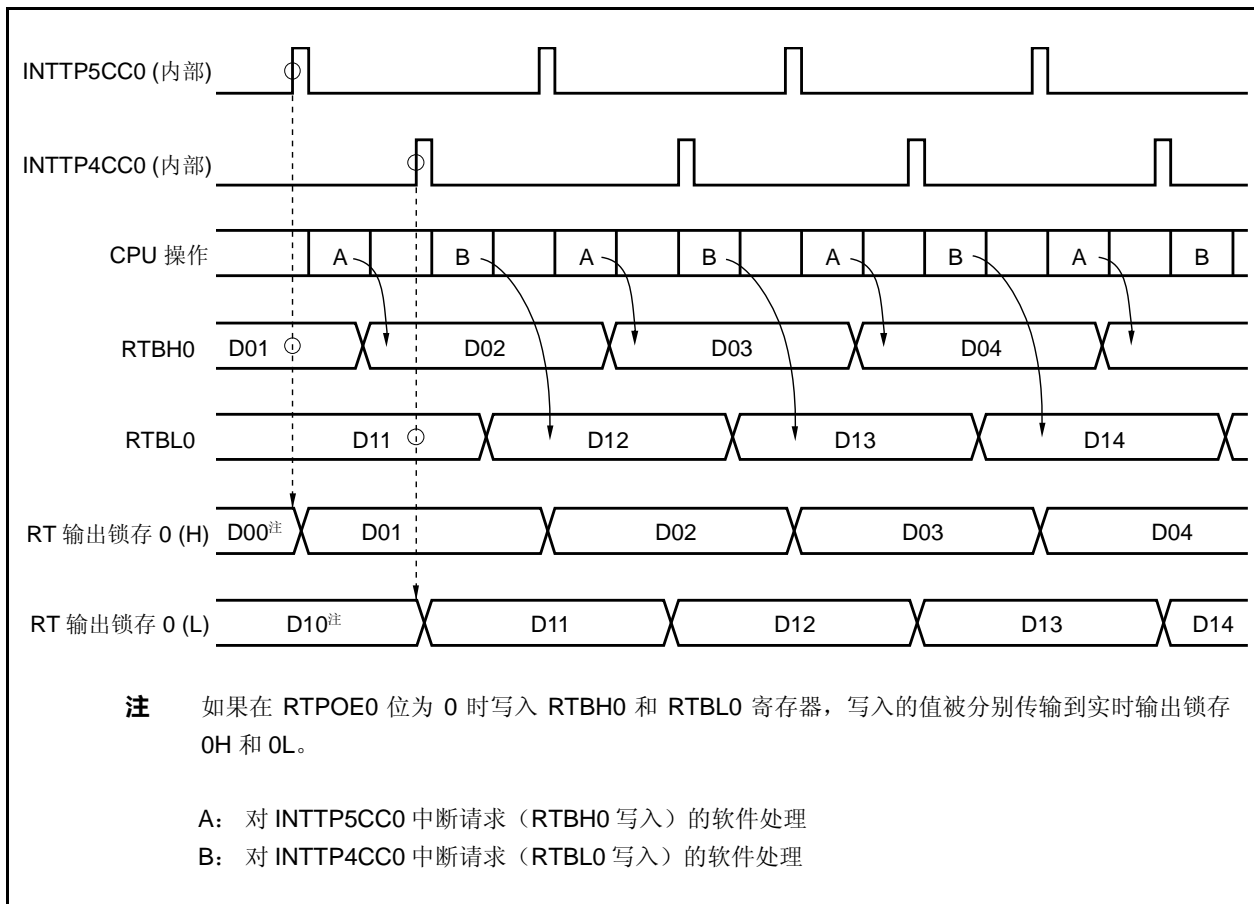 INTTP5CC0 (内部)
INTTP4CC0 (内部)
CPU 操作 A B A B A B A B
RTBH0 D01 D02 D03 D04
RTBL0 D11 D12 D13 D14
RT 输出锁存 0 (H) D00注 D01 D02 D03 D04
RT 输出锁存 0 (L) D10注 D11 D12 D13 D14
注 如果在 RTPOE0 位为 0 时写入 RTBH0 和 RTBL0 寄存器，写入的值被分别传输到实时输出锁存
0H 和 0L。
A： 对 INTTP5CC0 中断请求（RTBH0 写入）的软件处理
B： 对 INTTP4CC0 中断请求（RTBL0 写入）的软件处理